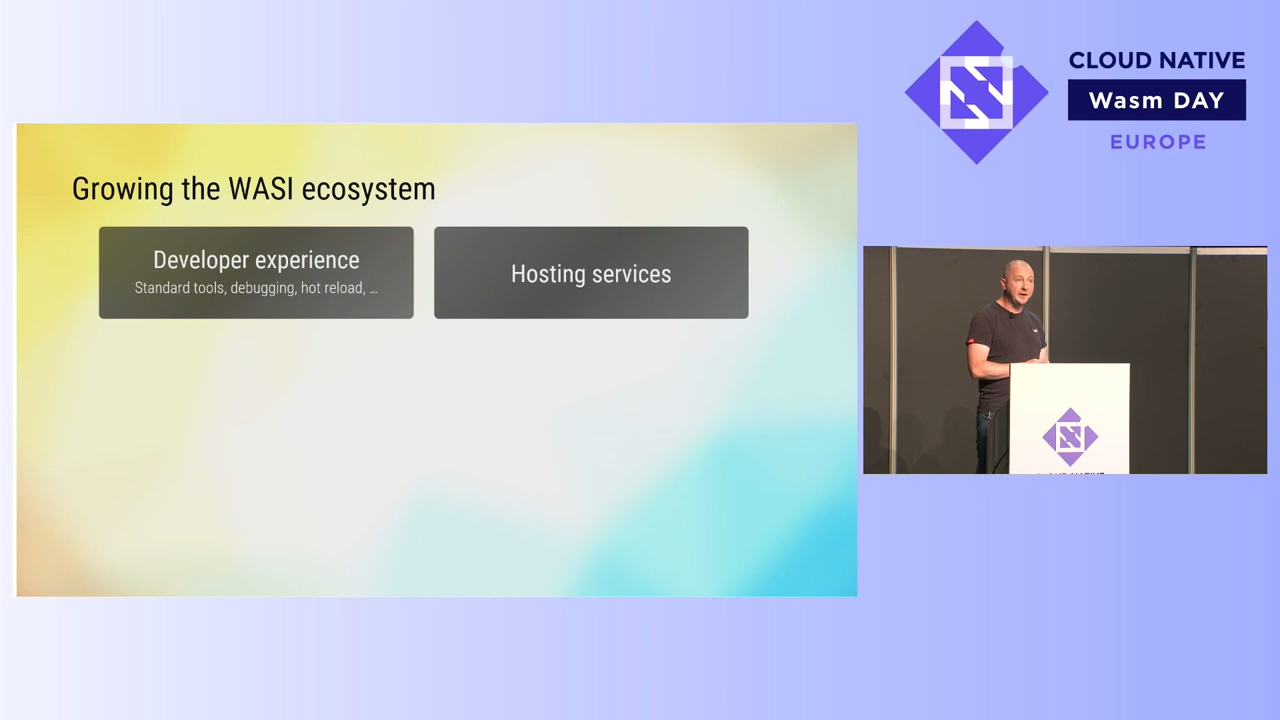 CLOUD NATIVE
Wasm DAY
EUROPE
Growing the WASI ecosystem
Developer experience
Standard tools, debugging, hot reload, ...
Hosting services